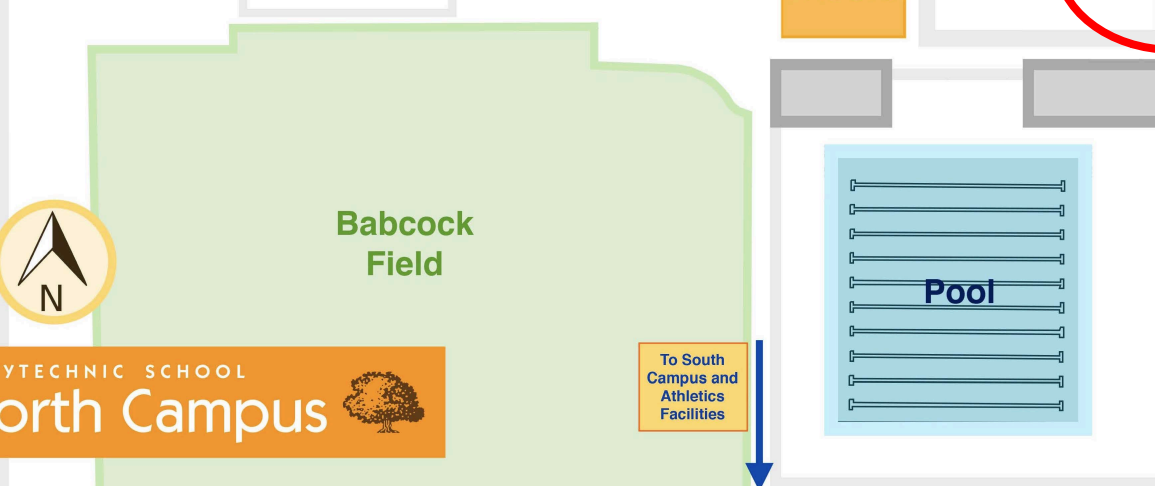 Babcock
Field
N
Pool
To South
Campus and
Athletics
Facilities
YTECHNIC SCHOOL
orth Campus